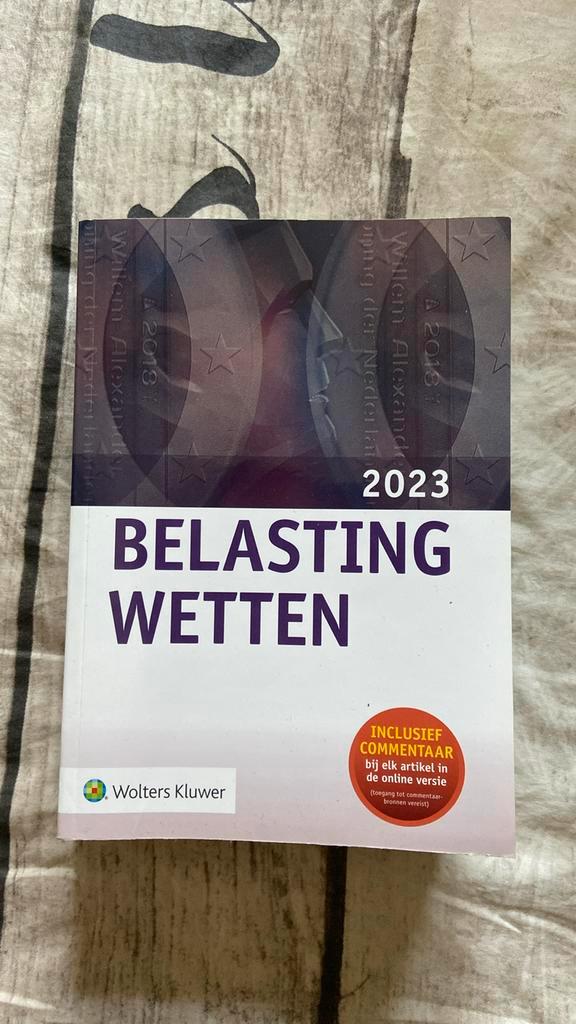 2023
BELASTING
WETTEN
INCLUSIEF
COMMENTAAR
bij elk artikel in
de online versie
(toegang tot commentaar-
bronnen vereist)
Wolters Kluwer